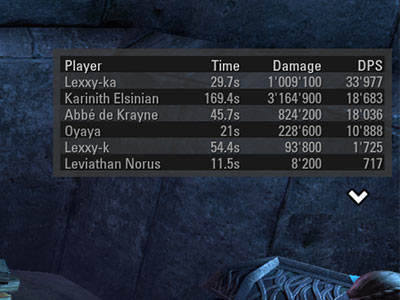 Player Time Damage DPS
Lexxy-ka 29.7s 1'009'100 33'977
Karinith Elsinian 169.4s 3'164'900 18'683
Abbé de Krayne 45.7s 824'200 18'036
Oyaya 21s 228'600 10'888
Lexxy-k 54.4s 93'800 1'725
Leviathan Norus 11.5s 8'200 717